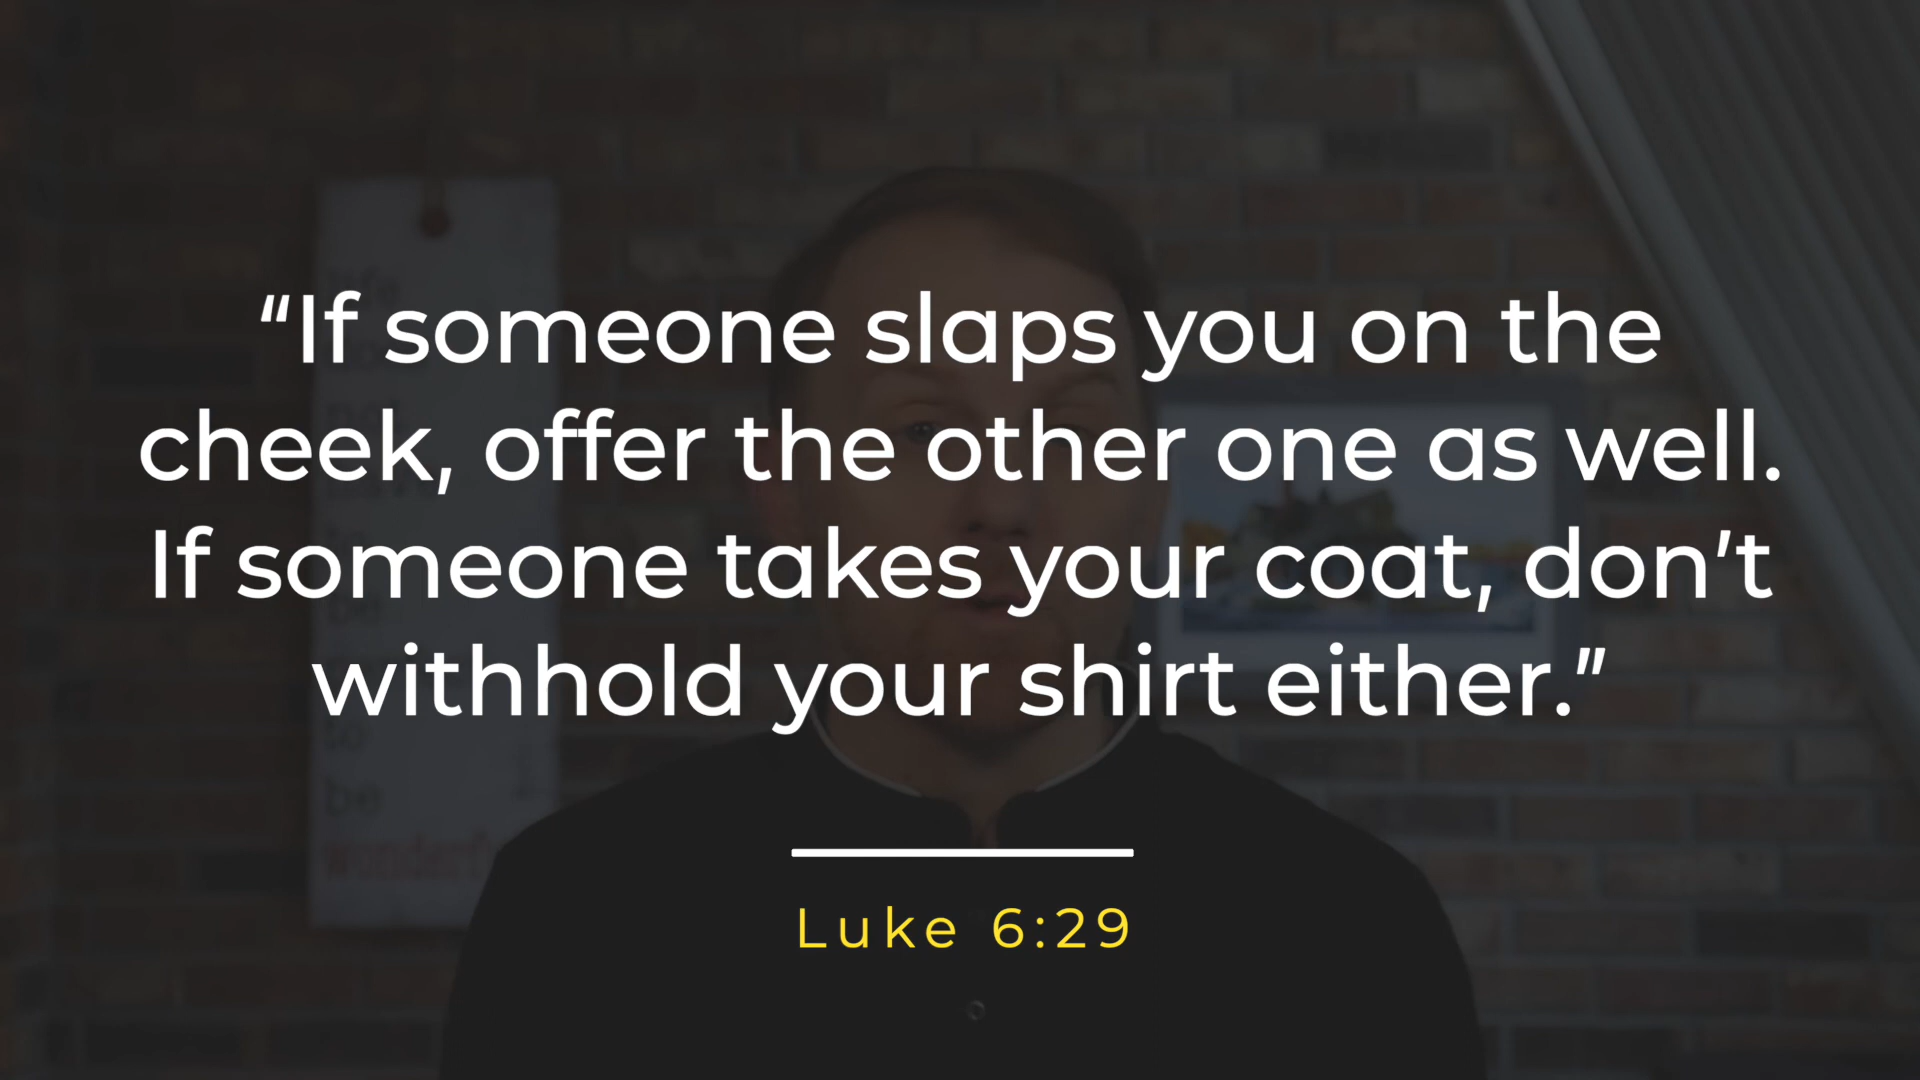 “If someone slaps you on the
cheek, offer the other one as well.
If someone takes your coat, don’t
withhold your shirt either.”
Luke 6:29
be